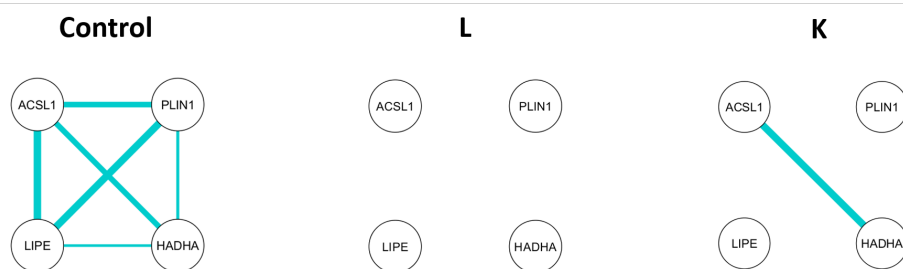 Control L K
ACSL1 PLIN1 ACSL1 PLIN1 ACSL1 PLIN1
LIPE HADHA LIPE HADHA LIPE HADHA